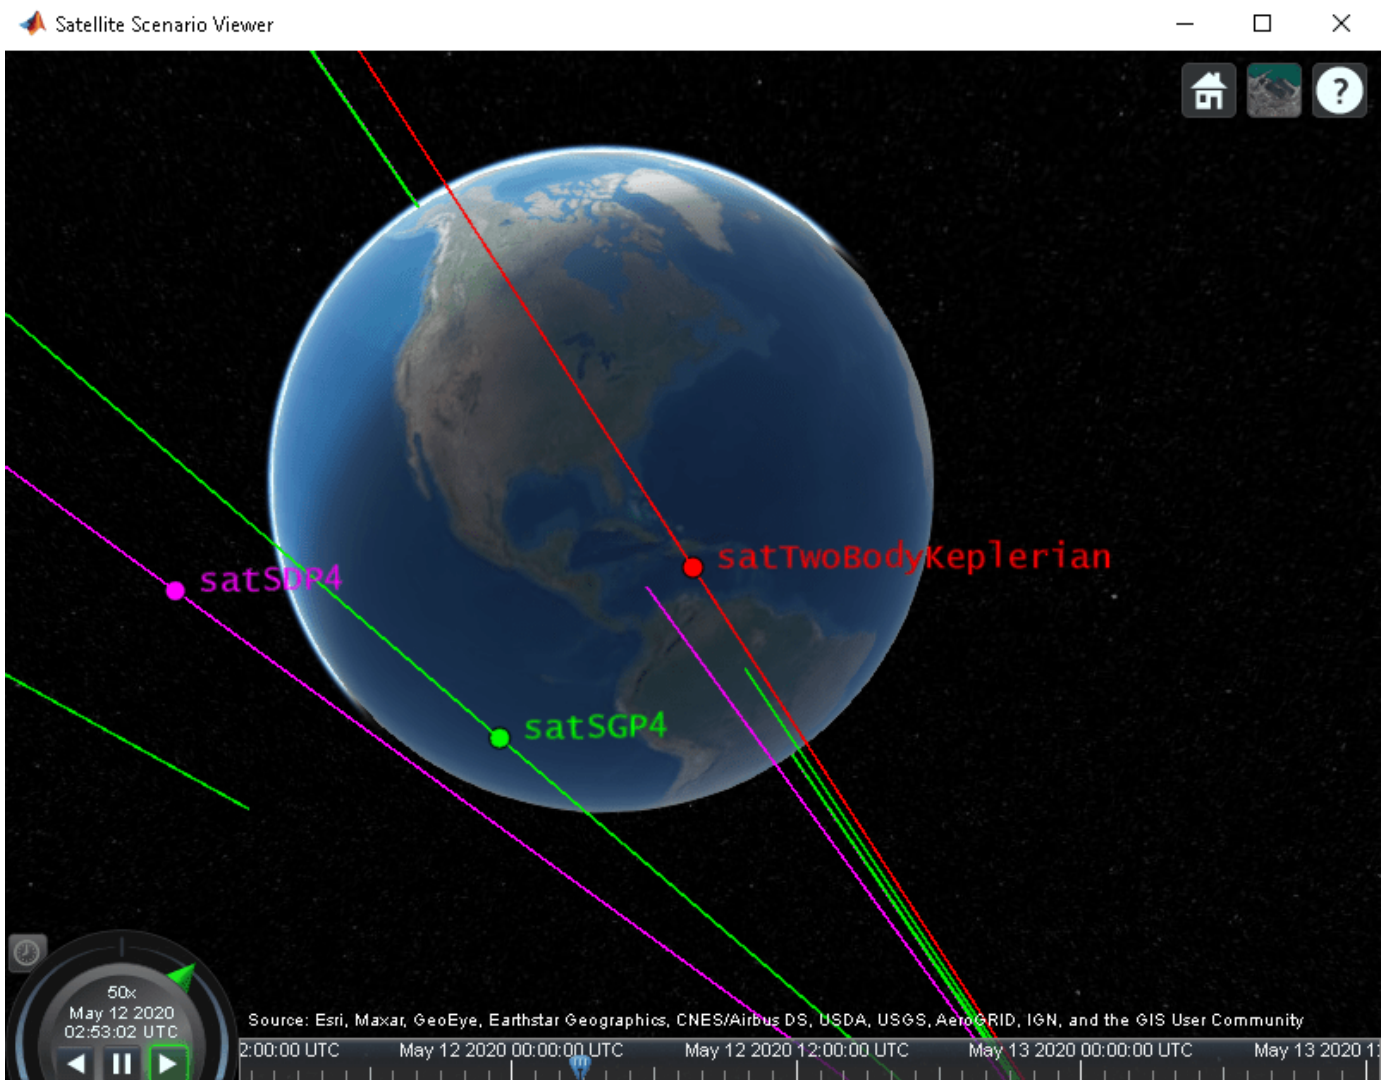 Satellite Scenario Viewer
?
satTwoBodyKeplerian
satSDP4
satSGP4
50x
May 12 2020
02:53:02 UTC
Source: Esri, Maxar, GeoEye, Earthstar Geographics, CNES/Airbus DS, USDA, USGS, AeroGRID, IGN, and the GIS User Community
2:00:00 UTC May 12 2020 00:00:00 UTC May 12 2020 12:00:00 UTC May 13 2020 00:00:00 UTC May 13 2020 1